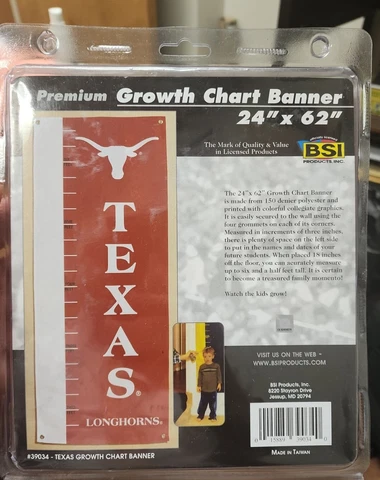 Premium Growth Chart Banner
24” x 62”
The Mark of Quality & Value
in Licensed Products
BSI
PRODUCTS, INC.
TEXAS
LONGHORNS®
The 24"x 62" Growth Chart Banner
is made from 150 denier polyester and
printed with colorful collegiate graphics.
It is easily secured to the wall using the
four grommets on each of its corners.
Measured in increments of three inches,
there is plenty of space on the left side
to put in the names and dates of your
future students. When placed 18 inches
off the floor, you can acurately measure
up to six and a half feet tall. It is certain
to become a treasured family momento!
Watch the kids grow!
VISIT US ON THE WEB ~
WWW.BSIPRODUCTS.COM
BSI Products, Inc.
8220 Stayton Drive
Jessup, MD 20794
MADE IN TAIWAN
#39034 - TEXAS GROWTH CHART BANNER